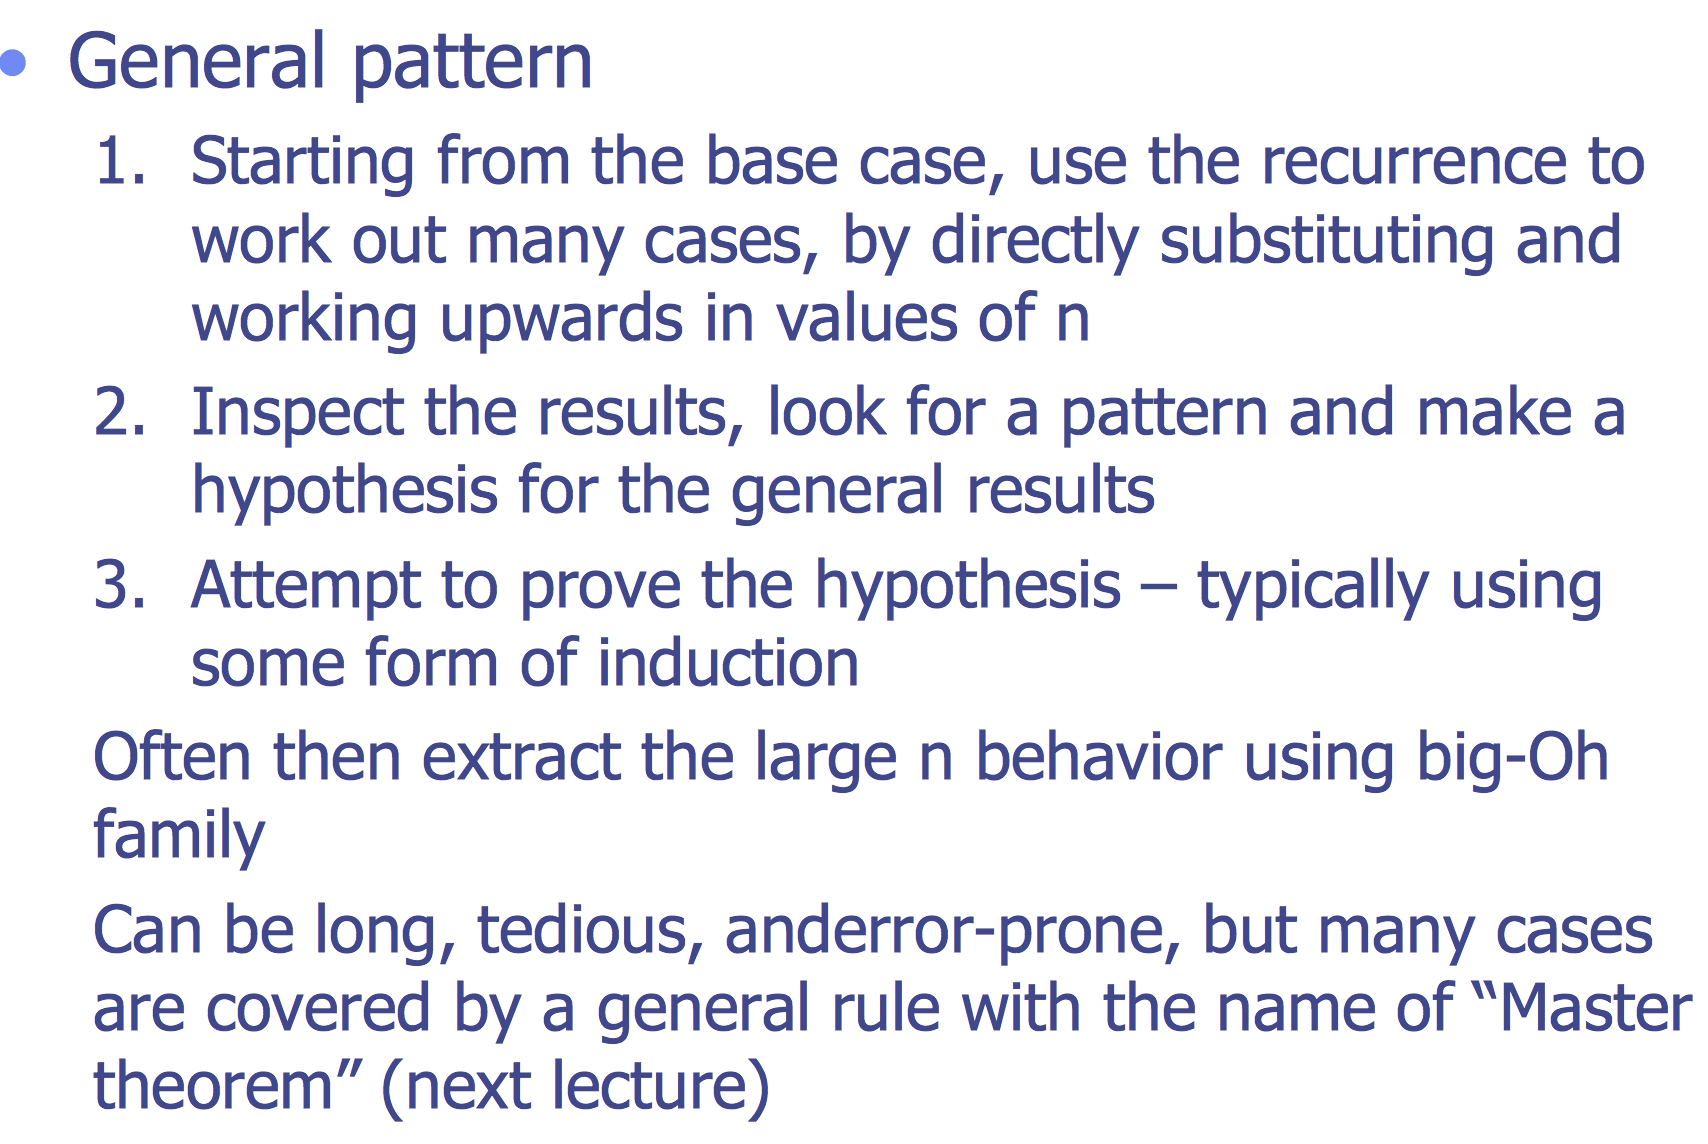 • General pattern
1. Starting from the base case, use the recurrence to
work out many cases, by directly substituting and
working upwards in values of n
2. Inspect the results, look for a pattern and make a
hypothesis for the general results
3. Attempt to prove the hypothesis – typically using
some form of induction
Often then extract the large n behavior using big-Oh
family
Can be long, tedious, anderror-prone, but many cases
are covered by a general rule with the name of “Master
theorem” (next lecture)